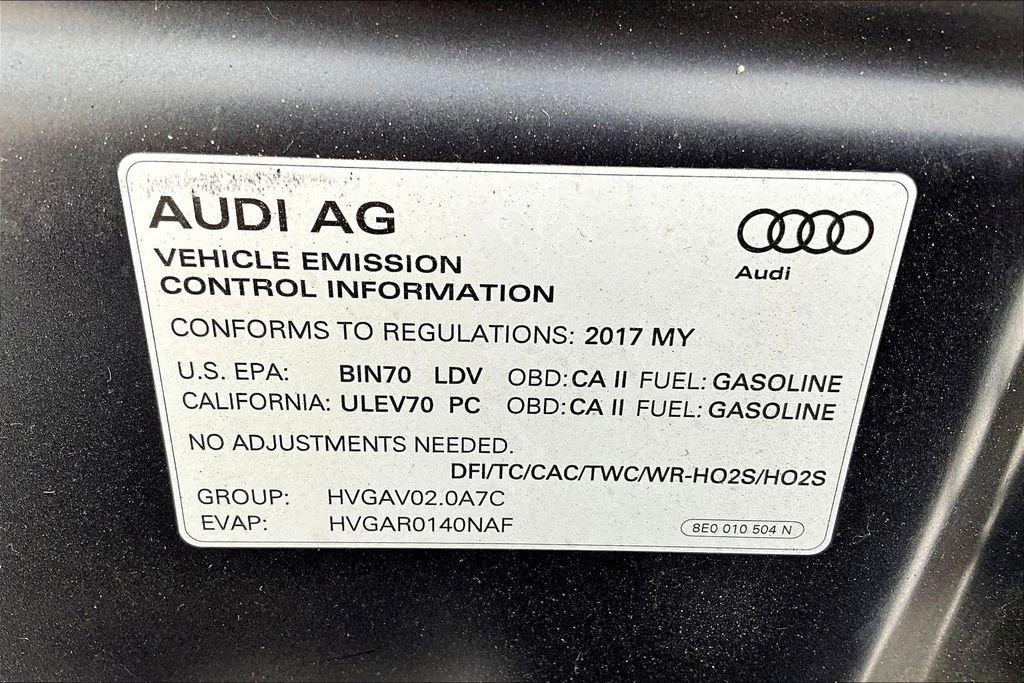 AUDI AG
Audi
VEHICLE EMISSION
CONTROL INFORMATION
CONFORMS TO REGULATIONS: 2017 MY
U.S. EPA: BIN70 LDV OBD:CA II FUEL: GASOLINE
CALIFORNIA: ULEV70 PC OBD:CA II FUEL: GASOLINE
NO ADJUSTMENTS NEEDED.
DFI/TC/CAC/TWC/WR-HO2S/HO2S
GROUP: HVGAV02.0A7C
EVAP: HVGAR0140NAF
8E0 010 504 N